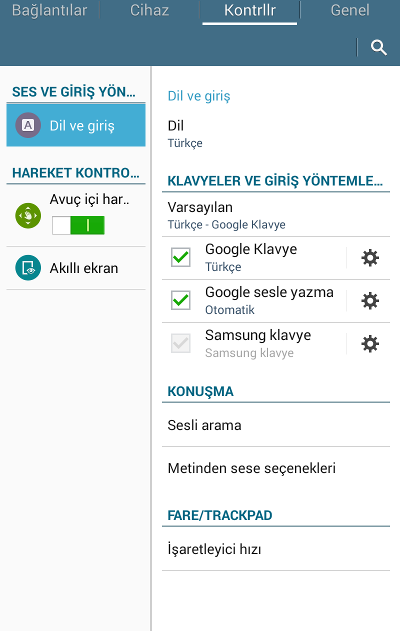 Bağlantılar
Cihaz
Kontrllr
Genel
SES VE GİRİŞ YÖN...
A
Dil ve giriş
HAREKET KONTRO...
Avuç içi har..
Akıllı ekran
Dil ve giriş
Dil
Türkçe
KLAVYELER VE GİRİŞ YÖNTEMLE...
Varsayılan
Türkçe - Google Klavye
Google Klavye
Türkçe
Google sesle yazma
Otomatik
Samsung klavye
Samsung klavye
KONUŞMA
Sesli arama
Metinden sese seçenekleri
FARE/TRACKPAD
İşaretleyici hızı